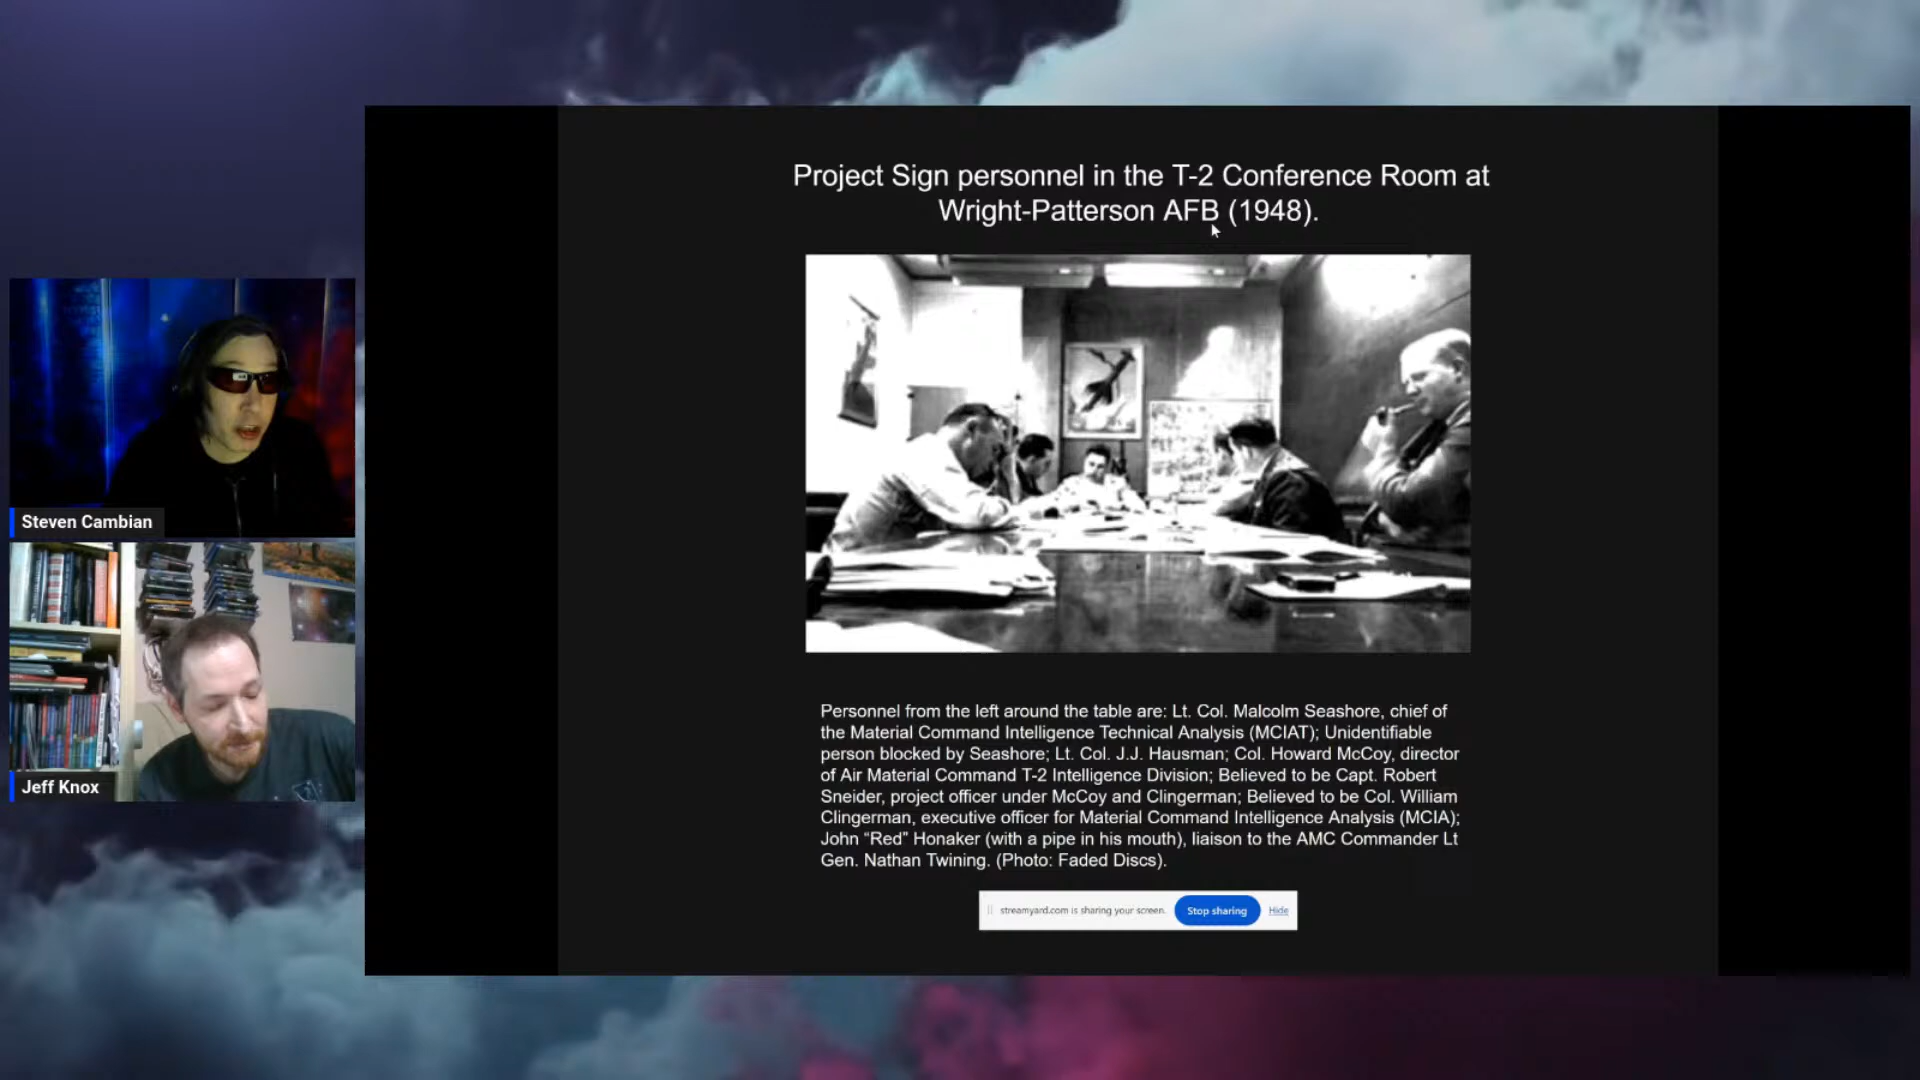 Project Sign personnel in the T-2 Conference Room at
Wright-Patterson AFB (1948).
Steven Cambian
Jeff Knox
Personnel from the left around the table are: Lt. Col. Malcolm Seashore, chief of
the Material Command Intelligence Technical Analysis (MCIAT); Unidentifiable
person blocked by Seashore; Lt. Col. J.J. Hausman; Col. Howard McCoy, director
of Air Material Command T-2 Intelligence Division; Believed to be Capt. Robert
Sneider, project officer under McCoy and Clingerman; Believed to be Col. William
Clingerman, executive officer for Material Command Intelligence Analysis (MCIA);
John “Red” Honaker (with a pipe in his mouth), liaison to the AMC Commander Lt
Gen. Nathan Twining. (Photo: Faded Discs).
streamyard.com is sharing your screen.
Stop sharing
Hide